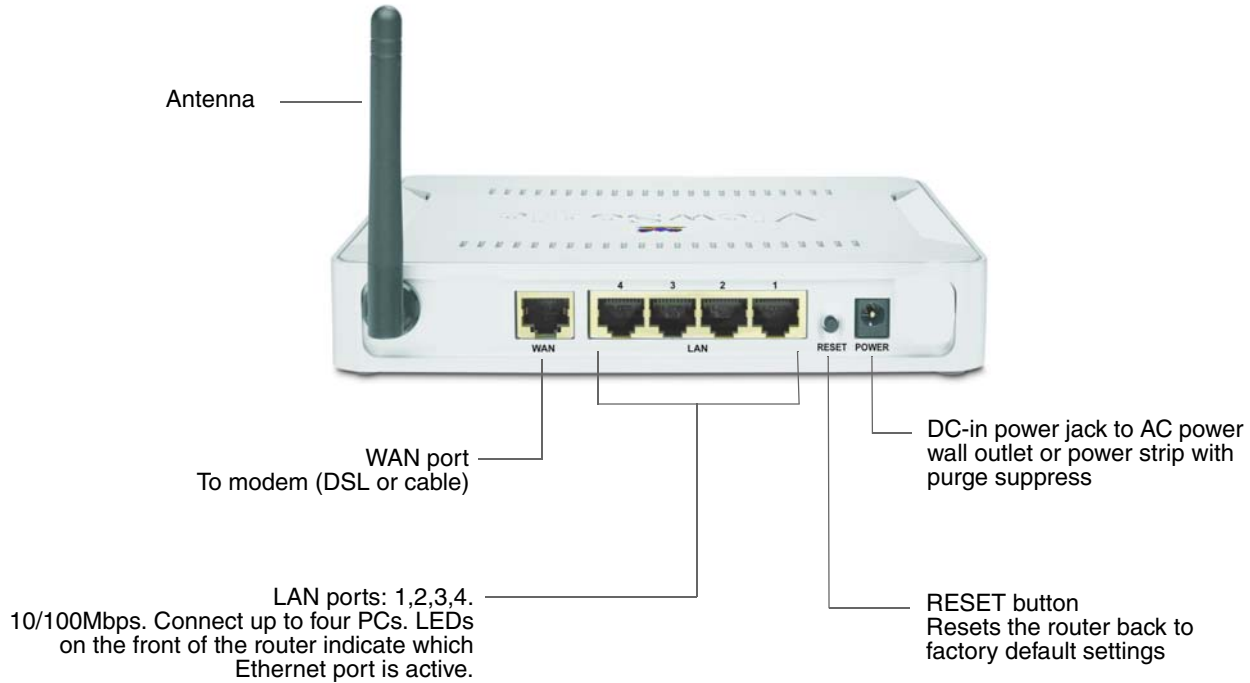 Antenna
4 3 2 1
WAN
LAN
RESET POWER
WAN port
To modem (DSL or cable)
DC-in power jack to AC power
wall outlet or power strip with
purge suppress
LAN ports: 1,2,3,4.
10/100Mbps. Connect up to four PCs. LEDs
on the front of the router indicate which
Ethernet port is active.
RESET button
Resets the router back to
factory default settings